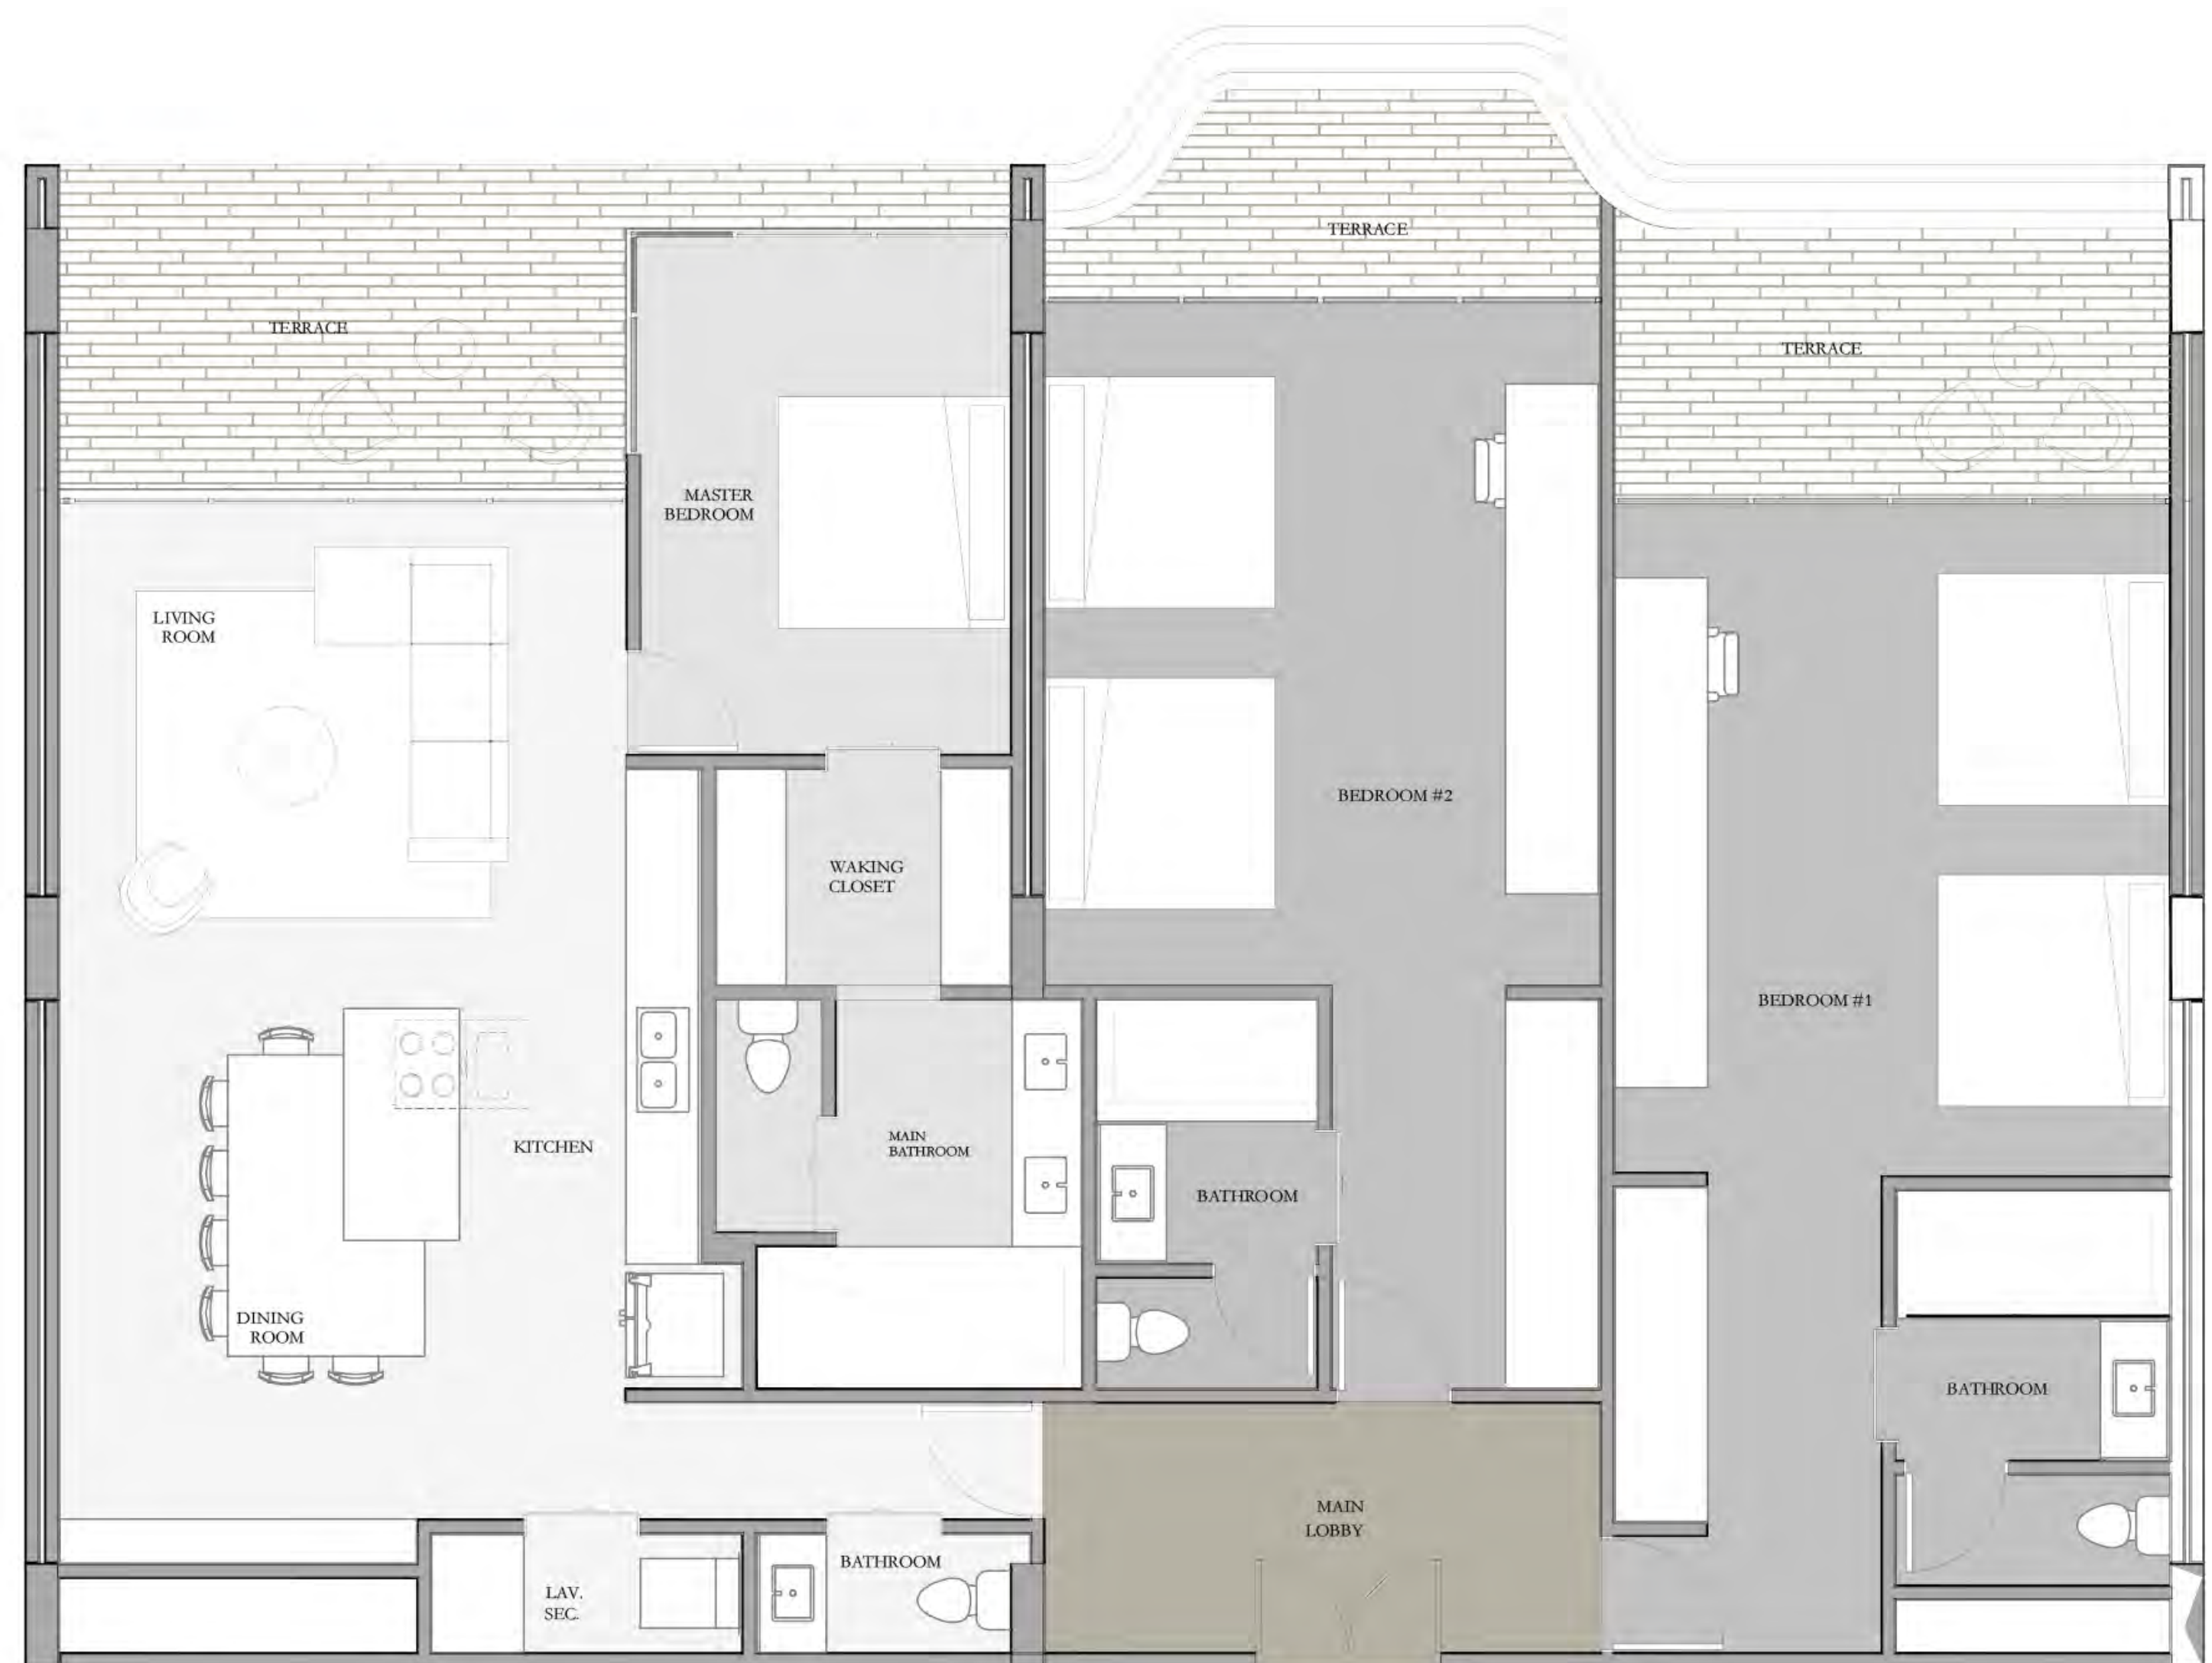 TERRACE
TERRACE
TERRACE
MASTER
BEDROOM
LIVING
ROOM
BEDROOM #2
WAKING
CLOSET
BEDROOM #1
KITCHEN
MAIN
BATHROOM
BATHROOM
DINING
ROOM
BATHROOM
MAIN
LOBBY
BATHROOM
LAV.
SEC.